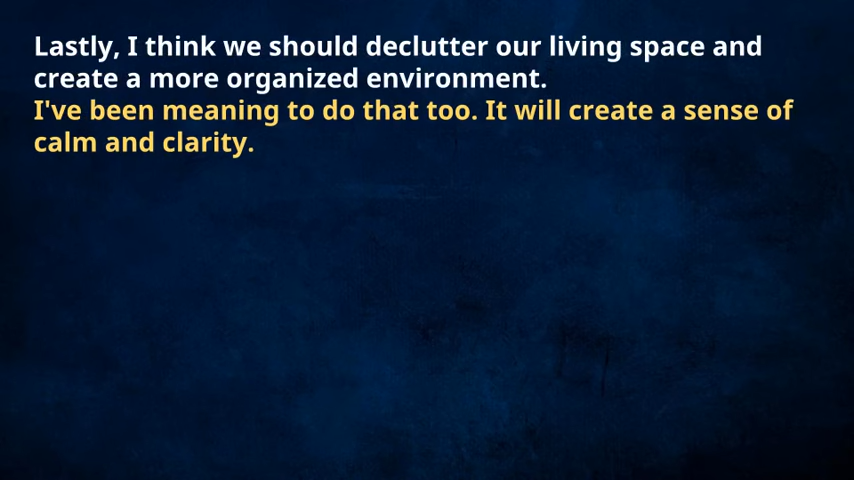 Lastly, I think we should declutter our living space and
create a more organized environment.
I've been meaning to do that too. It will create a sense of
calm and clarity.